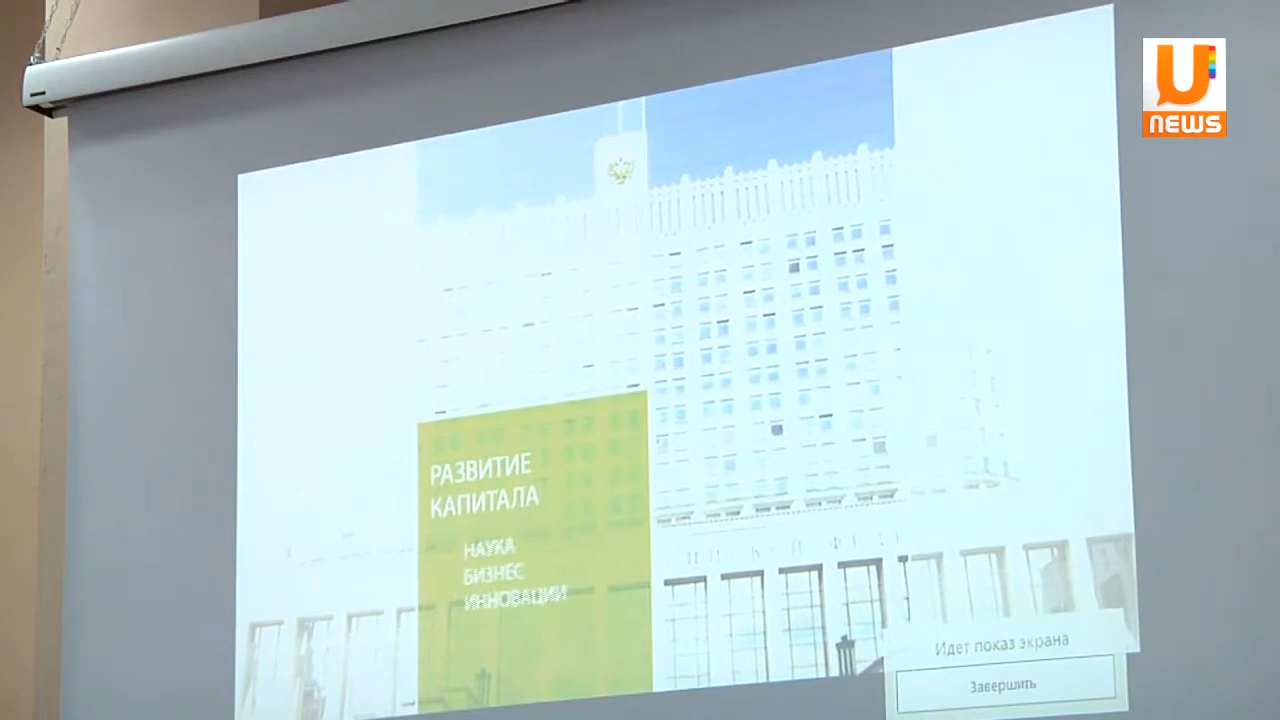 U
NEWS
РАЗВИТИЕ
КАПИТАЛА
НАУКА
БИЗНЕС
ИННОВАЦИИ
Идет показ экрана
Завершить